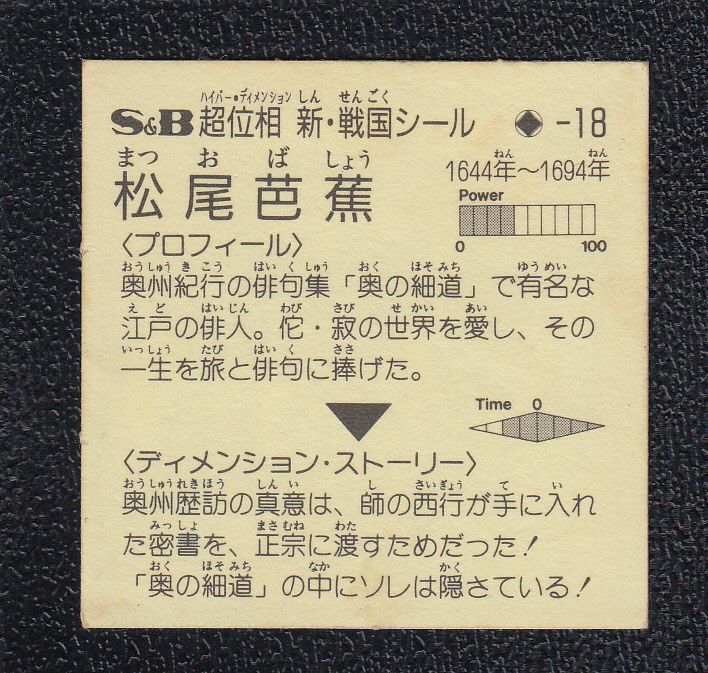 ハイパー・ディメンション しん せんごく
S&B 超位相 新・戦国シール ◈-18
まつ お ば しょう
松尾芭蕉
ねん ねん
1644年〜1694年
Power
0 100
〈プロフィール〉
おうしゅう き こう はい く しゅう おく ほそ みち ゆうめい
奥州紀行の俳句集「奥の細道」で有名な
え ど はいじん わび さび せ かい あい
江戸の俳人。侘・寂の世界を愛し、その
いっしょう たび はい く ささ
一生を旅と俳句に捧げた。
Time 0
〈ディメンション・ストーリー〉
おうしゅうれきほう しん い し さいぎょう て い
奥州歴訪の真意は、師の西行が手に入れ
みっしょ まさ むね わた
た密書を、正宗に渡すためだった!
おく ほそ みち なか かく
「奥の細道」の中にソレは隠さている!